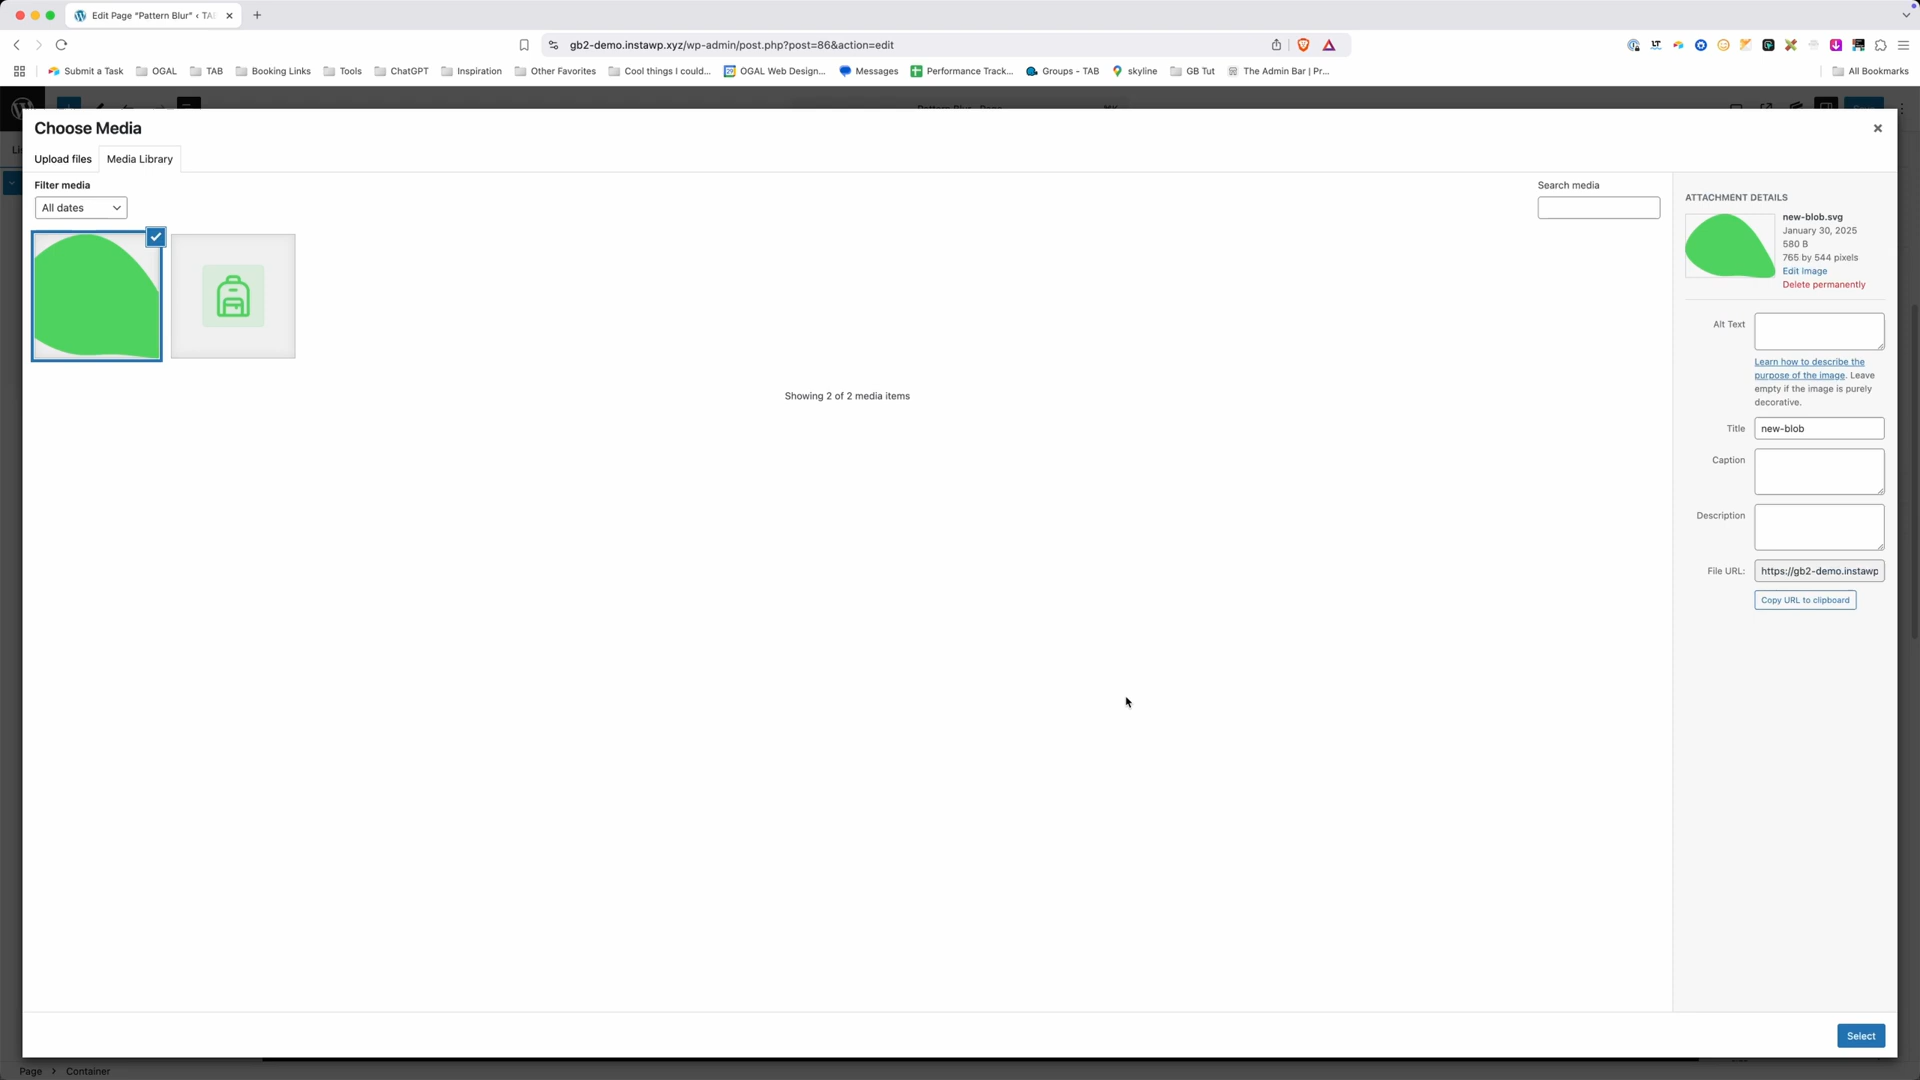 Edit Page “Pattern Blur” ‹ TA
gb2-demo.instawp.xyz/wp-admin/post.php?post=86&action=edit
Submit a Task
OGAL
TAB
Booking Links
Tools
ChatGPT
Inspiration
Other Favorites
Cool things I could...
OGAL Web Design...
Messages
Performance Track...
Groups - TAB
skyline
GB Tut
The Admin Bar | Pr...
All Bookmarks
Choose Media
Upload files
Media Library
Filter media
All dates
Search media
Showing 2 of 2 media items
ATTACHMENT DETAILS
new-blob.svg
January 30, 2025
580 B
765 by 544 pixels
Edit Image
Delete permanently
Alt Text
Learn how to describe the
purpose of the image. Leave
empty if the image is purely
decorative.
Title
new-blob
Caption
Description
File URL:
https://gb2-demo.instawp
Copy URL to clipboard
Select
Page
Container